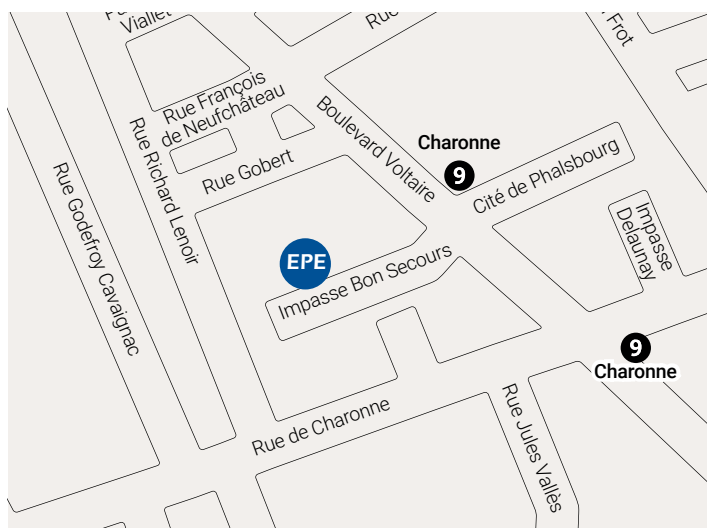 Viallet
Rue
Frot
Rue François
de Neufchâteau
Boulevard Voltaire
Charonne
9
Cité de Phalsbourg
Rue Richard Lenoir
Rue Gobert
Rue Godefroy Cavaignac
Impasse
Delaunay
EPE
Impasse Bon Secours
9
Charonne
Rue de Charonne
Rue Jules Vallès